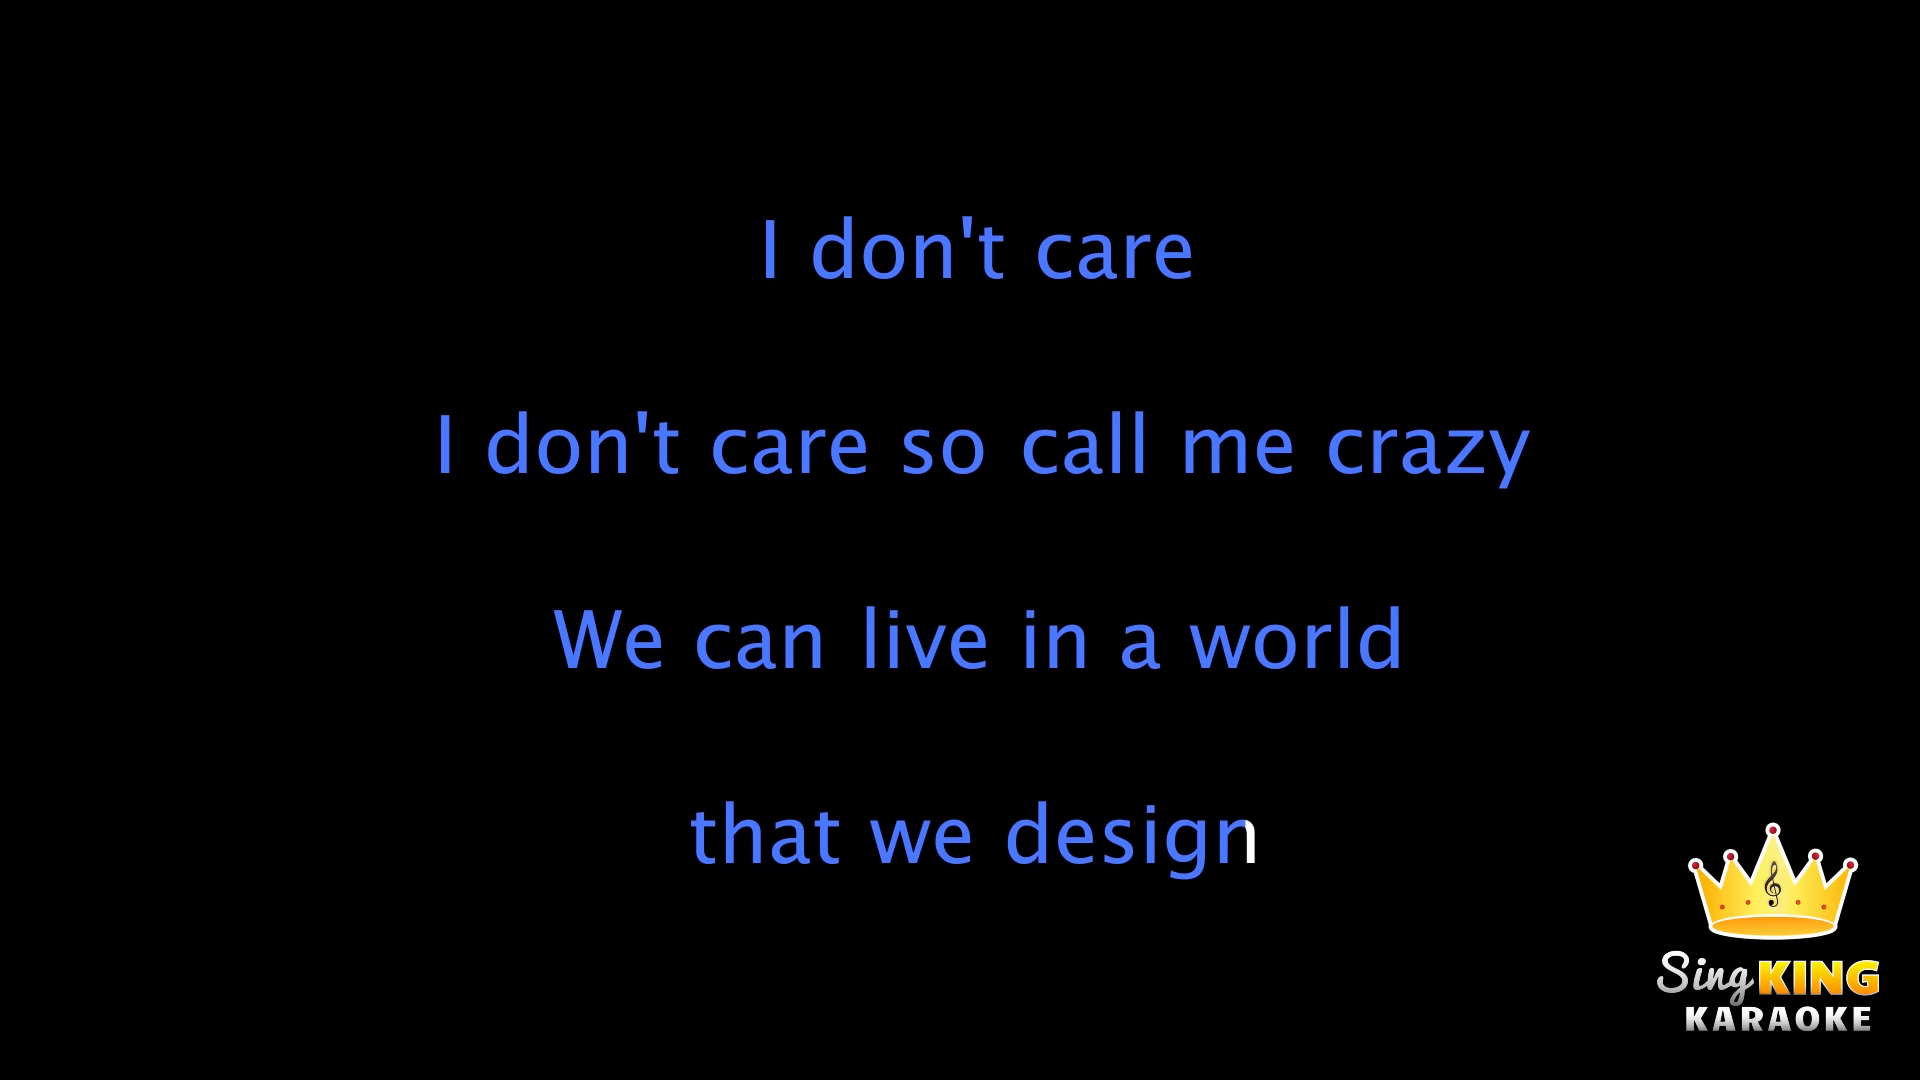 I don't care
I don't care so call me crazy
We can live in a world
that we design
Sing KING
KARAOKE